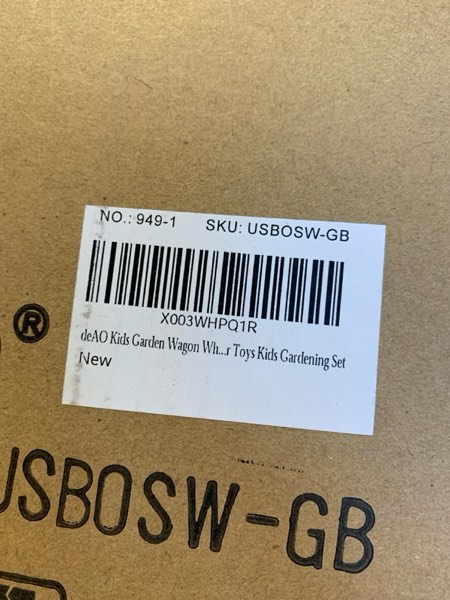 NO.: 949-1 SKU: USBOSW-GB
X003WHPQ1R
deAO Kids Garden Wagon Wh...r Toys Kids Gardening Set
New
®
USBOSW-GB